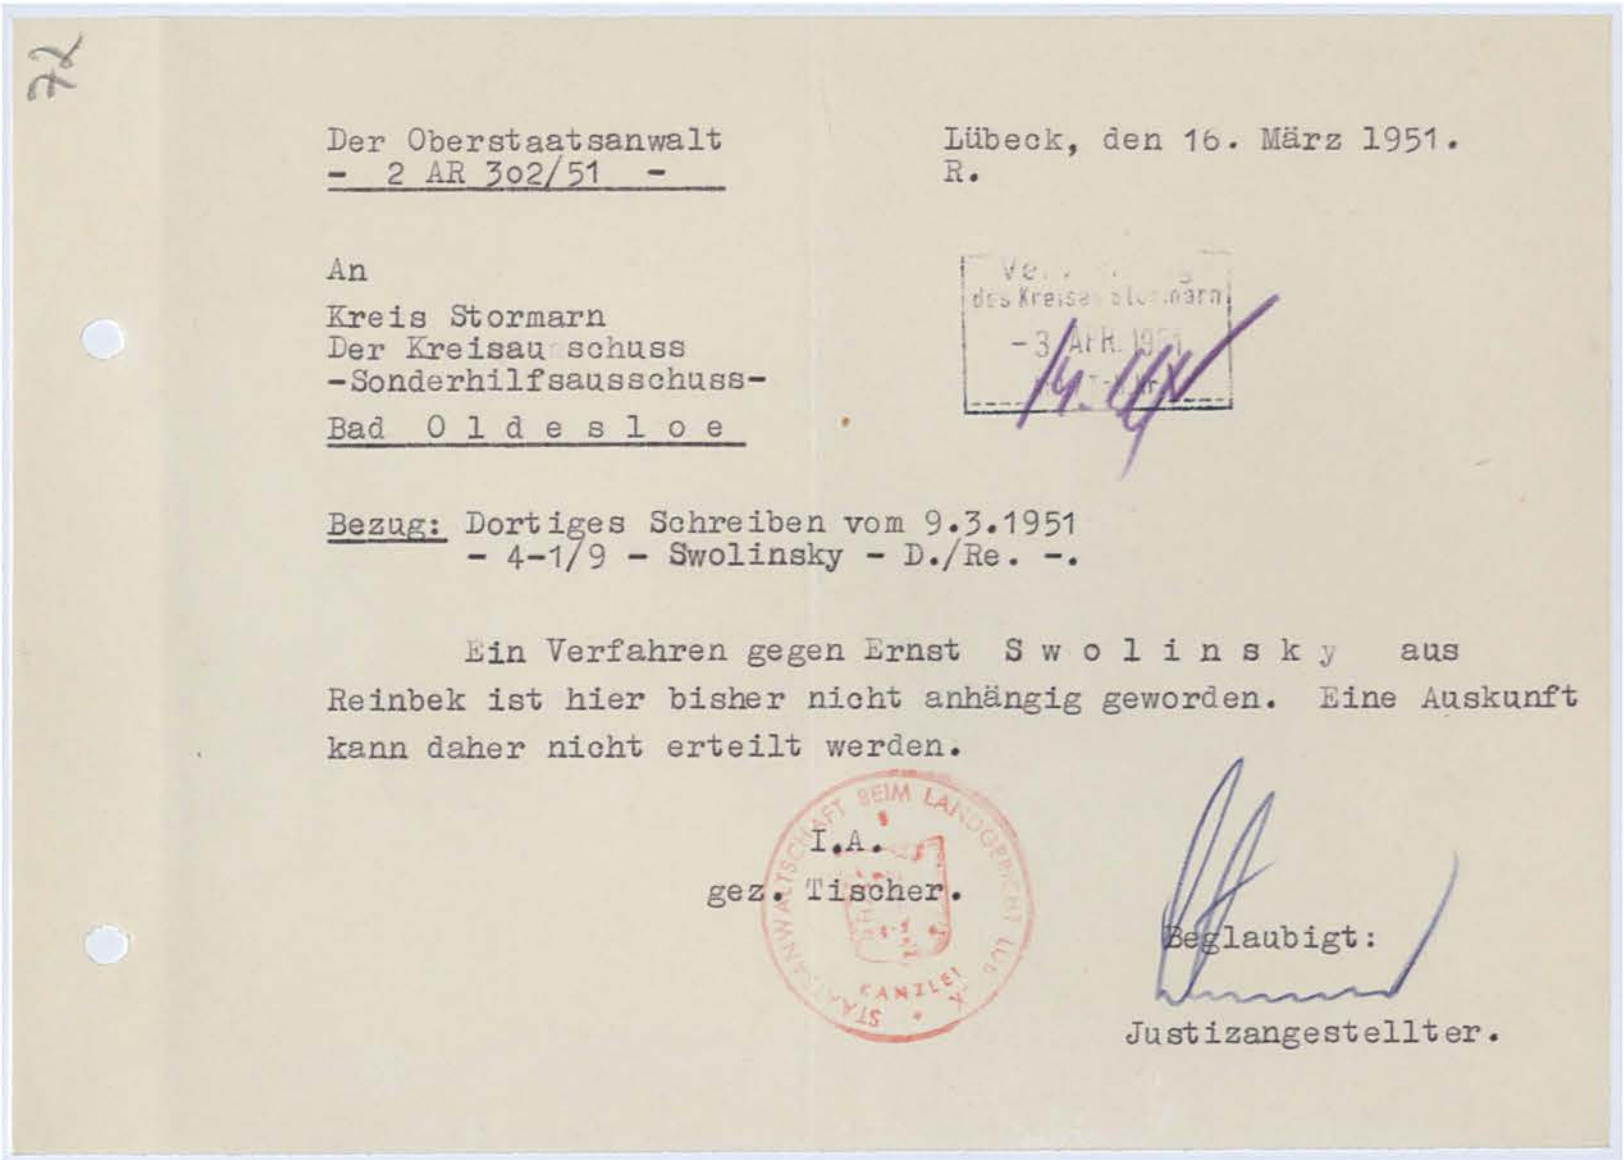 72
Der Oberstaatsanwalt
- 2 AR 302/51 -
Lübeck, den 16. März 1951.
R.
An
Kreis Stormarn
Der Kreisau schuss
-Sonderhilfsausschuss-
Bad O l d e s l o e
des Kreises Stormarn
-3. APR. 1951
Bezug: Dortiges Schreiben vom 9.3.1951
- 4-1/9 - Swolinsky - D./Re. -.
Ein Verfahren gegen Ernst S w o l i n s k y aus
Reinbek ist hier bisher nicht anhängig geworden. Eine Auskunft
kann daher nicht erteilt werden.
I.A.
gez. Tischer.
STAATSANWALTSCHAFT BEIM LANDGERICHT LÜBECK
KANZLEI
Beglaubigt:
Justizangestellter.